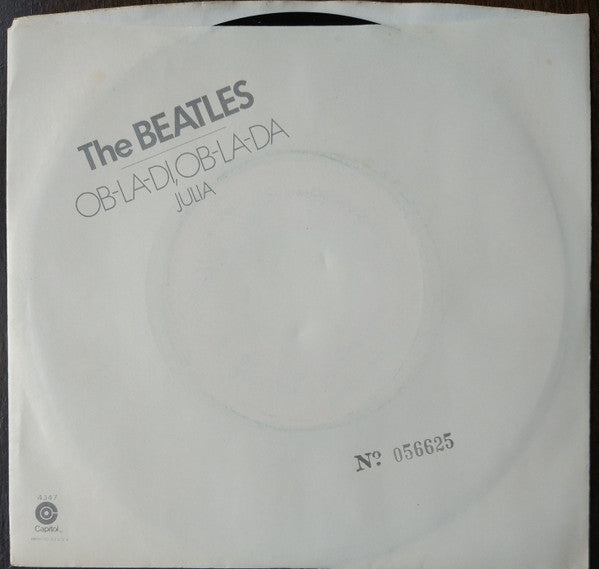 The BEATLES
OB-LA-DI, OB-LA-DA
JULIA
Nº 056625
4347
Capitol